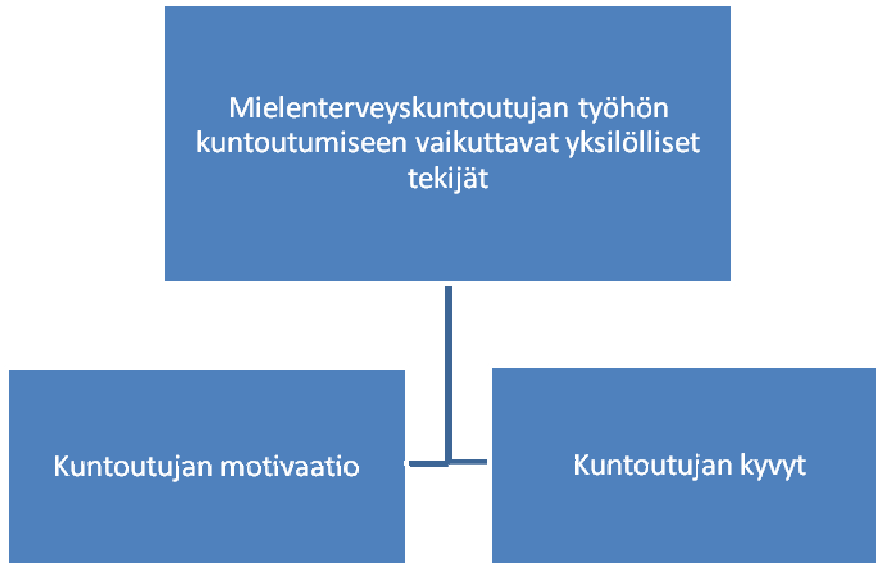 Mielenterveyskuntoutujan työhön
kuntoutumiseen vaikuttavat yksilölliset
tekijät
Kuntoutujan motivaatio
Kuntoutujan kyvyt